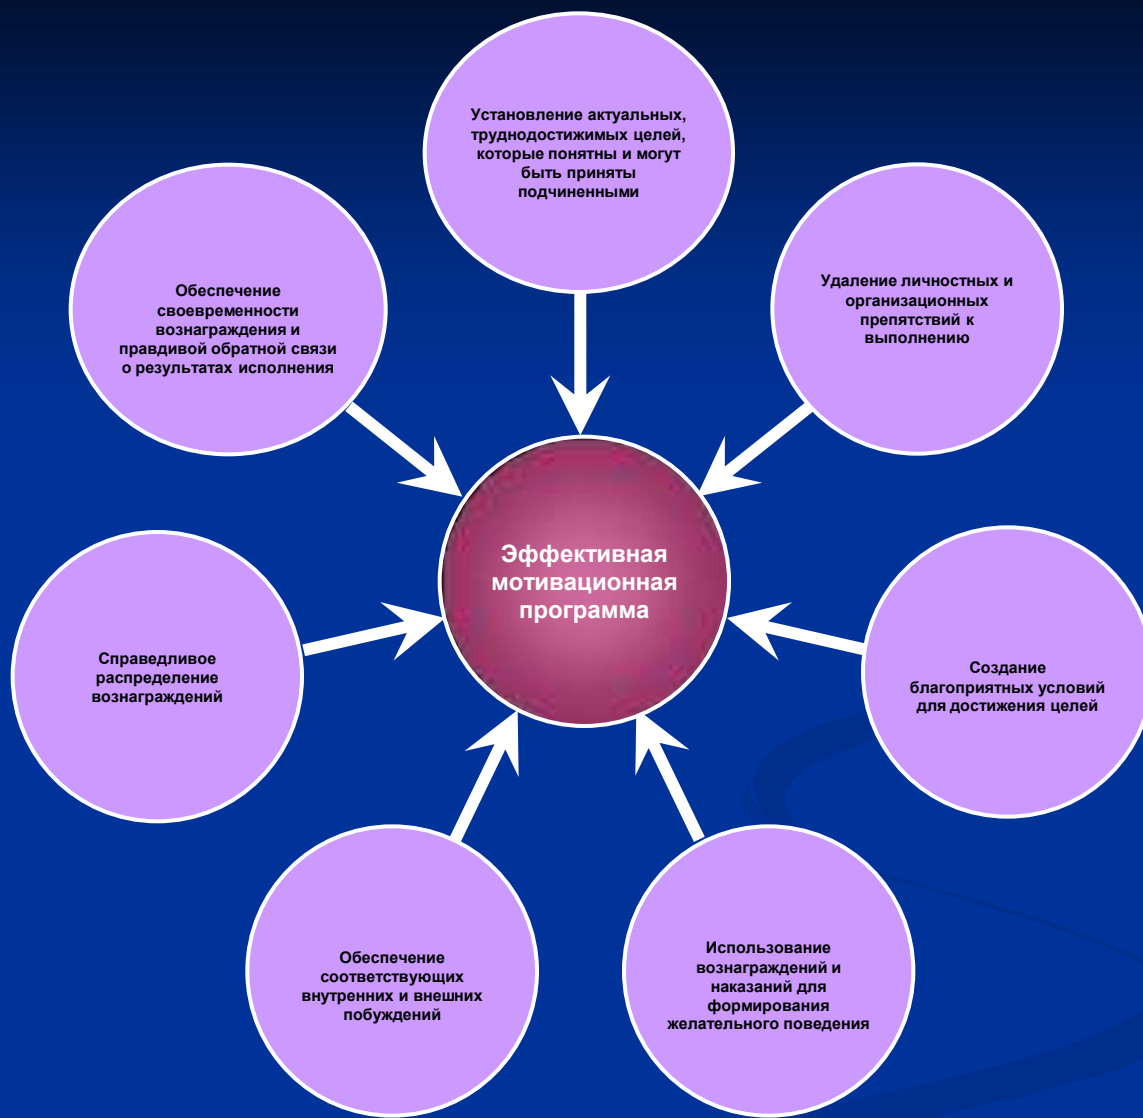 Установление актуальных,
труднодостижимых целей,
которые понятны и могут
быть приняты
подчиненными
Удаление личностных и
организационных
препятствий к
выполнению
Обеспечение
своевременности
вознаграждения и
правдивой обратной связи
о результатах исполнения
Эффективная
мотивационная
программа
Справедливое
распределение
вознаграждений
Создание
благоприятных условий
для достижения целей
Обеспечение
соответствующих
внутренних и внешних
побуждений
Использование
вознаграждений и
наказаний для
формирования
желательного поведения